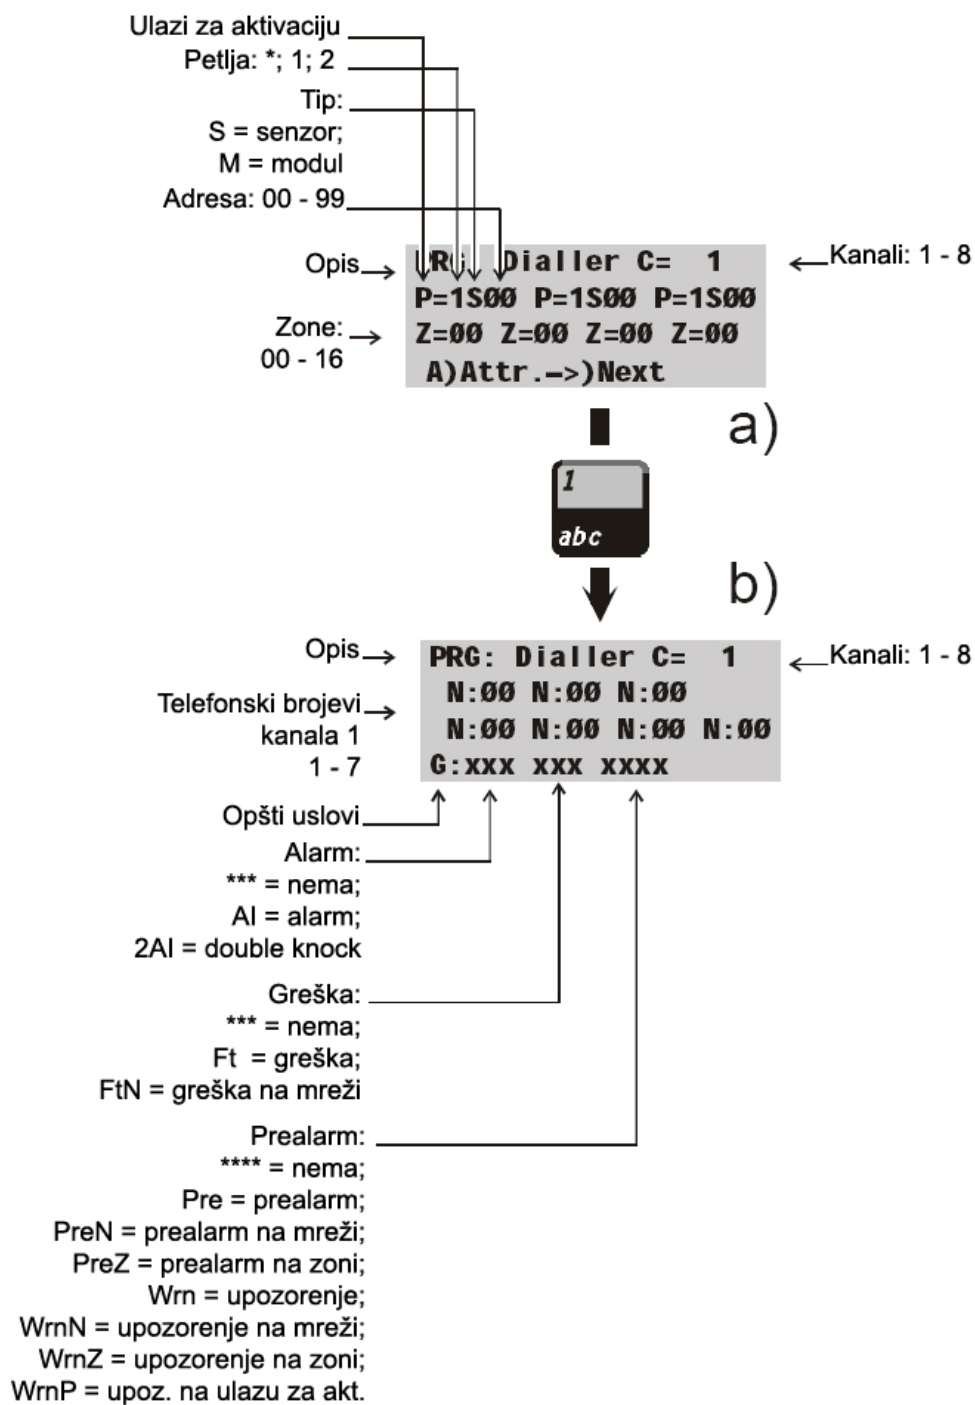 Ulazi za aktivaciju
Petlja: *; 1; 2
Tip:
S = senzor;
M = modul
Adresa: 00 - 99
Opis
PRG: Dialler C= 1
Kanali: 1 - 8
P=1S00 P=1S00 P=1S00
Zone:
00 - 16
Z=00 Z=00 Z=00 Z=00
A)Attr.->)Next
a)
1
abc
b)
Opis
PRG: Dialler C= 1
Kanali: 1 - 8
N:00 N:00 N:00
Telefonski brojevi
kanala 1
1 - 7
N:00 N:00 N:00 N:00
G:xxx xxx xxxx
Opšti uslovi
Alarm:
*** = nema;
Al = alarm;
2Al = double knock
Greška:
*** = nema;
Ft = greška;
FtN = greška na mreži
Prealarm:
**** = nema;
Pre = prealarm;
PreN = prealarm na mreži;
PreZ = prealarm na zoni;
Wrn = upozorenje;
WrnN = upozorenje na mreži;
WrnZ = upozorenje na zoni;
WrnP = upoz. na ulazu za akt.